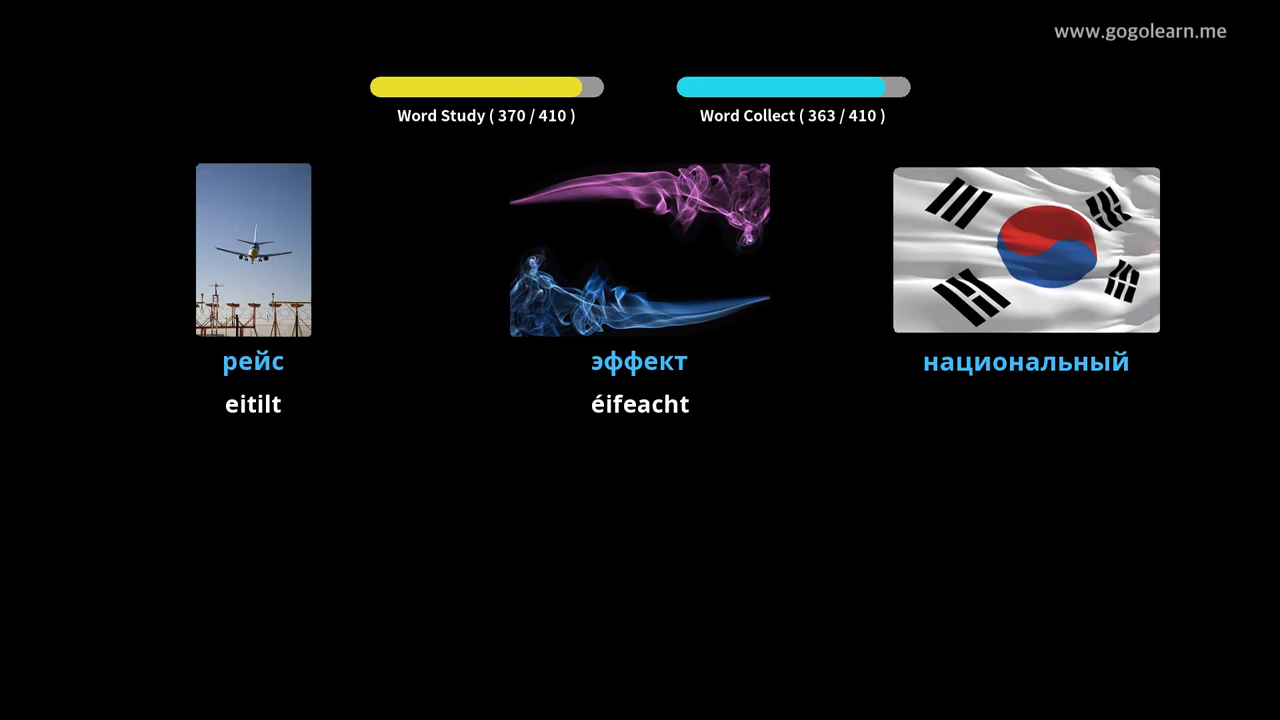 www.gogolearn.me
Word Study ( 370 / 410 )
Word Collect ( 363 / 410 )
рейс
эффект
национальный
eitilt
éifeacht